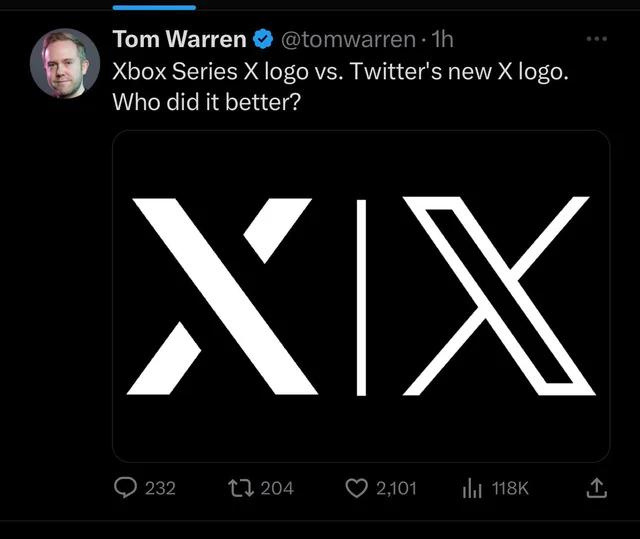 Tom Warren @tomwarren · 1h
Xbox Series X logo vs. Twitter's new X logo.
Who did it better?
X | X
232 204 2,101 118K